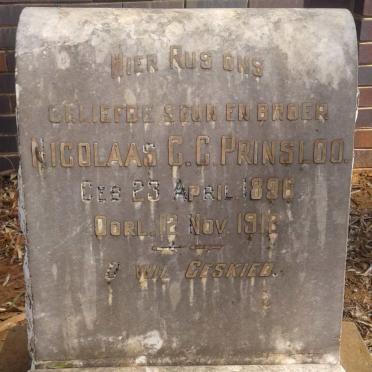 HIER RUS ONS
GELIEFDE SEUN EN BROER
NICOLAAS G. C. PRINSLOO.
GEB 23 APRIL 1896
OORL. 12 NOV. 1918
U WIL GESKIED.